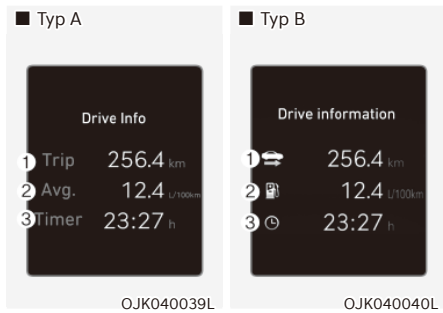 ■ Typ A
Drive Info
1 Trip 256.4 km
2 Avg. 12.4 L/100km
3 Timer 23:27 h
OJK040039L
■ Typ B
Drive information
1 256.4 km
2 12.4 L/100km
3 23:27 h
OJK040040L